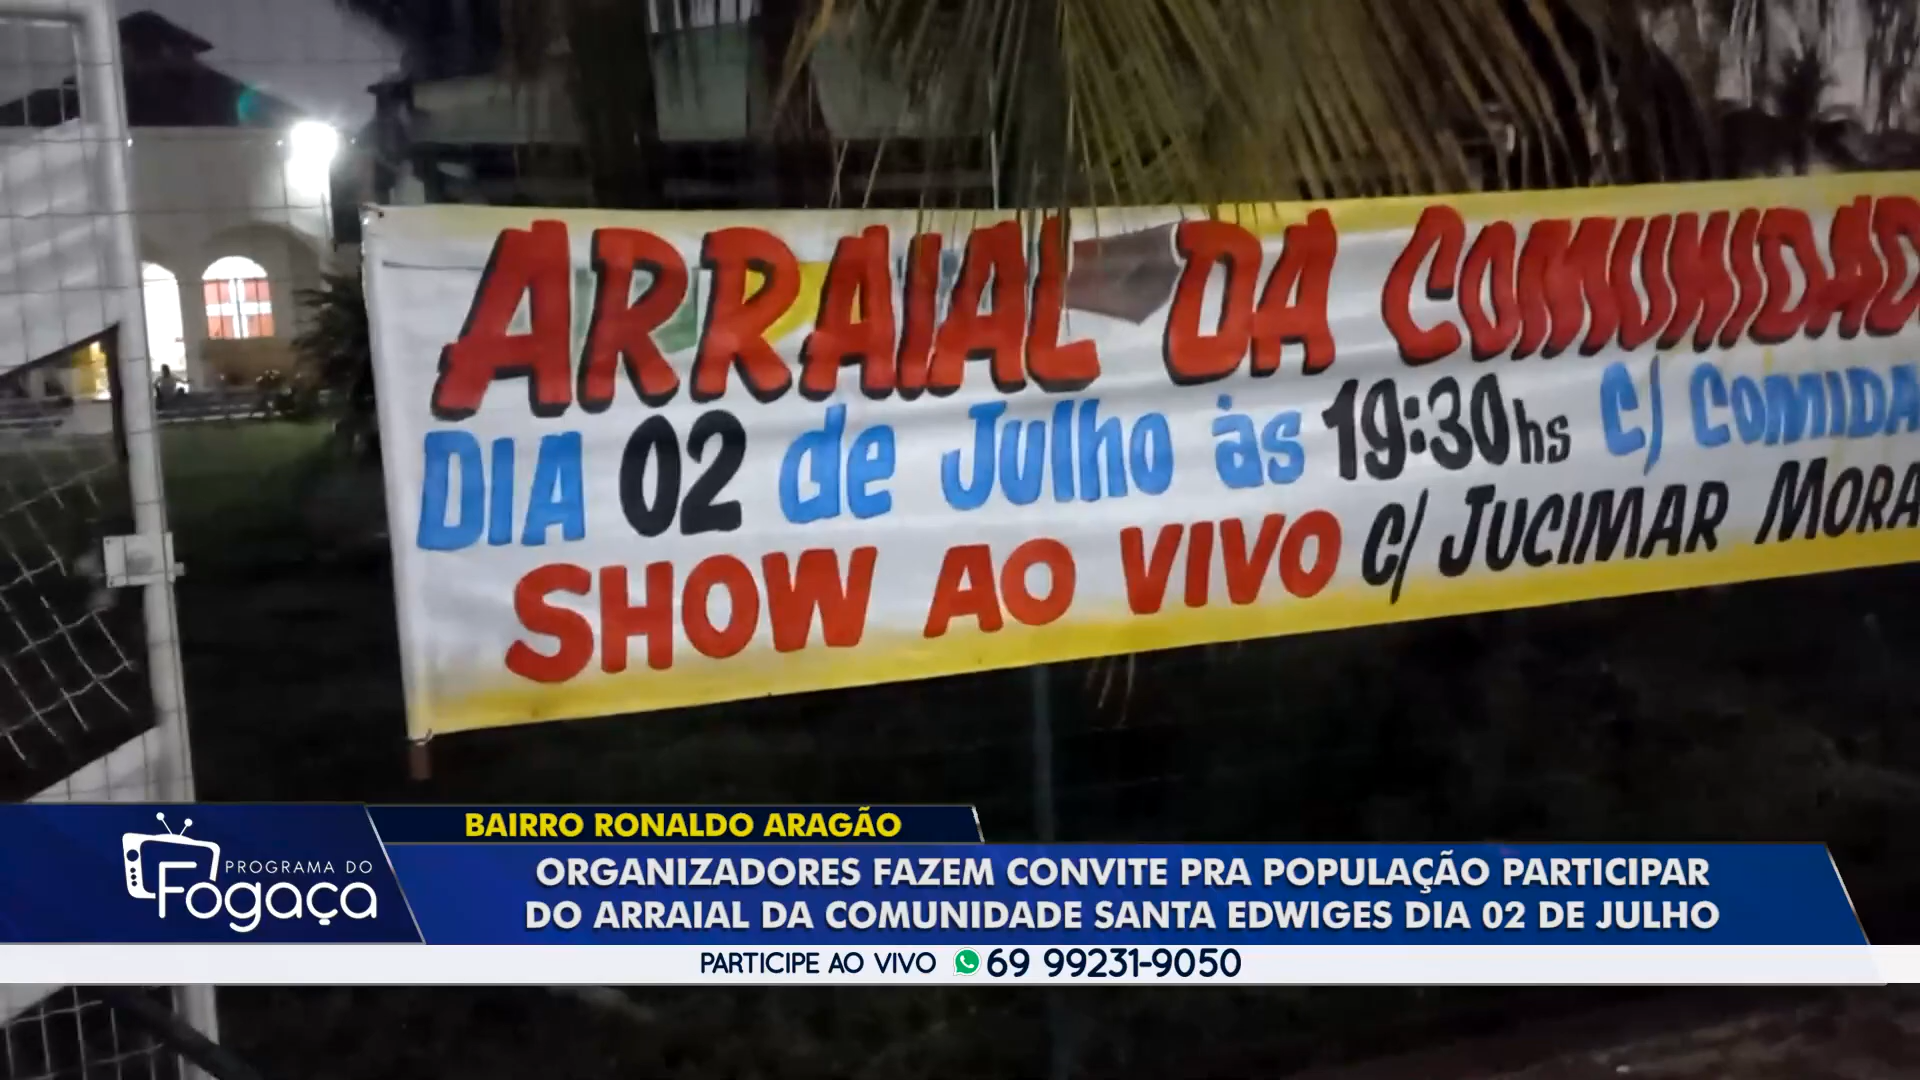 ARRAIAL DA COMUNIDAD
DIA 02 de Julho às 19:30hs C/ COMIDA
SHOW AO VIVO C/ JUCIMAR MORA
BAIRRO RONALDO ARAGÃO
PROGRAMA DO
Fogaça
ORGANIZADORES FAZEM CONVITE PRA POPULAÇÃO PARTICIPAR
DO ARRAIAL DA COMUNIDADE SANTA EDWIGES DIA 02 DE JULHO
PARTICIPE AO VIVO 69 99231-9050